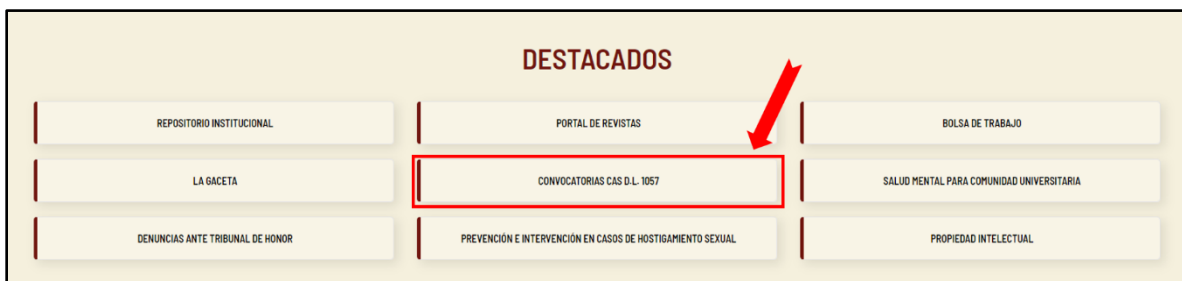 DESTACADOS
REPOSITORIO INSTITUCIONAL
PORTAL DE REVISTAS
BOLSA DE TRABAJO
LA GACETA
CONVOCATORIAS CAS D.L. 1057
SALUD MENTAL PARA COMUNIDAD UNIVERSITARIA
DENUNCIAS ANTE TRIBUNAL DE HONOR
PREVENCIÓN E INTERVENCIÓN EN CASOS DE HOSTIGAMIENTO SEXUAL
PROPIEDAD INTELECTUAL